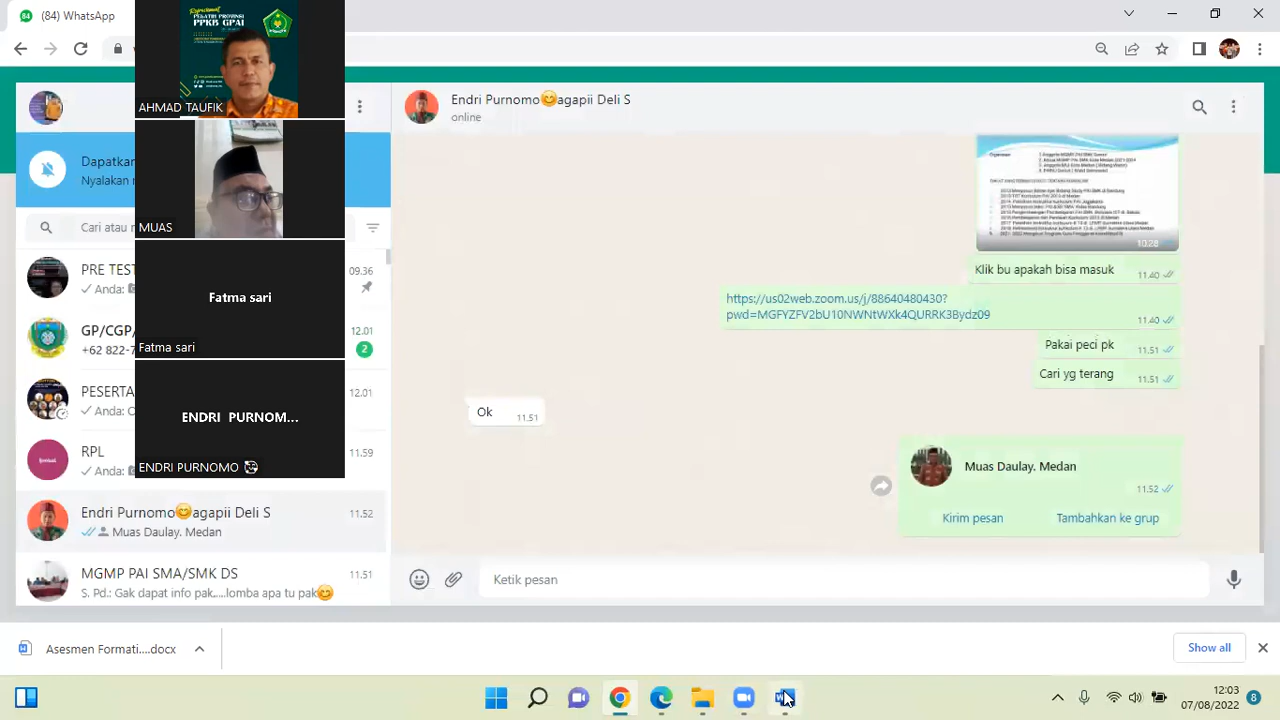 (84) WhatsApp
PELATIH PROVINSI
PPKB GPAI
AHMAD TAUFIK
MUAS
Fatma sari
Fatma sari
ENDRI PURNOM...
ENDRI PURNOMO
Dapatkan
Nyalakan
Cari atau
PRE TEST
09.36
Anda:
GP/CGP/
12.01
+62 822-7
2
PESERTA
12.01
Anda:
RPL
11.59
Anda:
Endri Purnomo😊agapii Deli S
11.52
Muas Daulay. Medan
MGMP PAI SMA/SMK DS
11.51
S. Pd.: Gak dapat info pak.....lomba apa tu pak😊
Endri Purnomo😊agapii Deli S
online
10.28
Klik bu apakah bisa masuk
11.40
https://us02web.zoom.us/j/88640480430?
pwd=MGFYZFV2bU10NWNtWXk4QURRK3Bydz09
11.40
Pakai peci pk
11.51
Cari yg terang
11.51
Ok
11.51
Muas Daulay. Medan
11.52
Kirim pesan
Tambahkan ke grup
Ketik pesan
Asesmen Formati....docx
Show all
12:03
07/08/2022
8